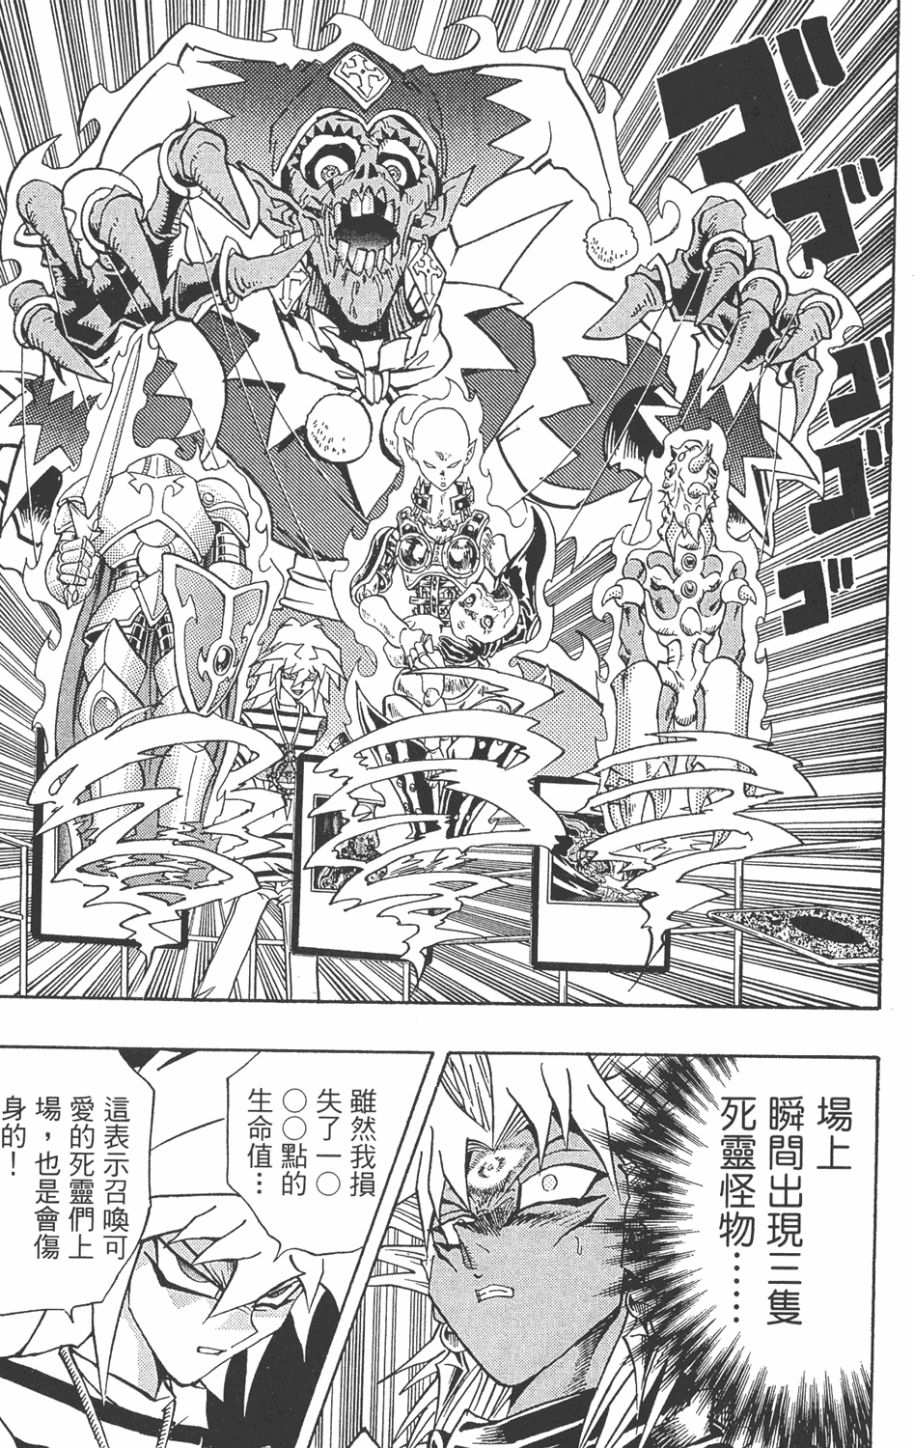 ゴ
ゴ
ゴ
ゴ
ゴ
場上
瞬間出現三隻
死靈怪物……
雖然我損
失了一〇
〇〇點的
生命值…
這表示召喚可
愛的死靈們上
場，也是會傷
身的！